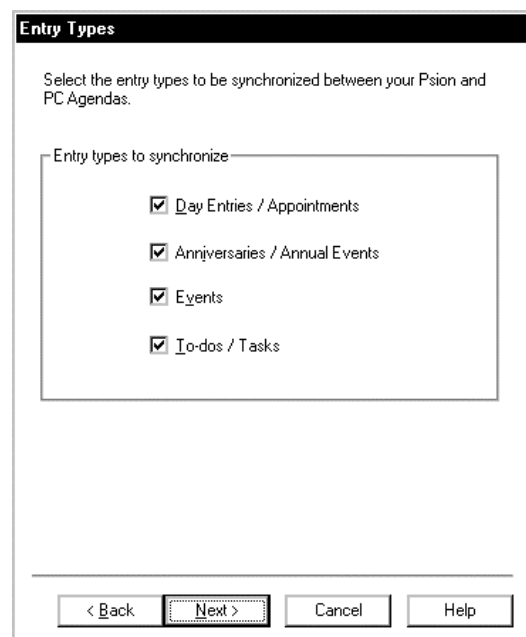 Entry Types
Select the entry types to be synchronized between your Psion and
PC Agendas.
Entry types to synchronize
Day Entries / Appointments
Anniversaries / Annual Events
Events
To-dos / Tasks
< Back
Next >
Cancel
Help